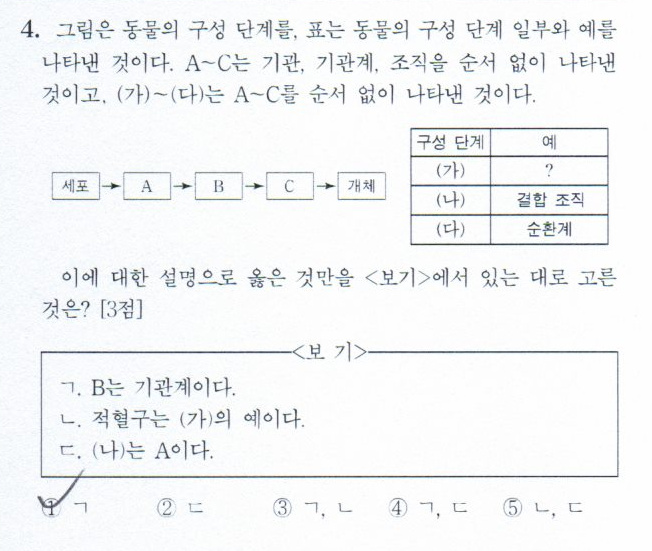 4. 그림은 동물의 구성 단계를, 표는 동물의 구성 단계 일부와 예를
나타낸 것이다. A~C는 기관, 기관계, 조직을 순서 없이 나타낸
것이고, (가)~(다)는 A~C를 순서 없이 나타낸 것이다.
세포 → A → B → C → 개체
구성 단계 예
(가) ?
(나) 결합 조직
(다) 순환계
이에 대한 설명으로 옳은 것만을 <보기>에서 있는 대로 고른
것은? [3점]
<보 기>
ㄱ. B는 기관계이다.
ㄴ. 적혈구는 (가)의 예이다.
ㄷ. (나)는 A이다.
① ㄱ ② ㄷ ③ ㄱ, ㄴ ④ ㄱ, ㄷ ⑤ ㄴ, ㄷ